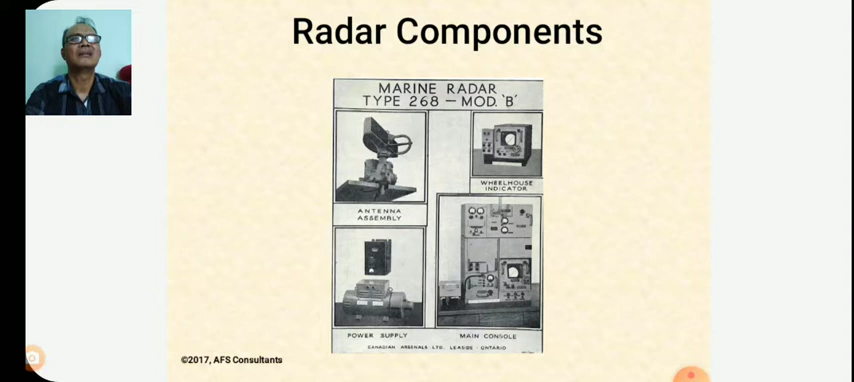 Radar Components
MARINE RADAR
TYPE 268 — MOD. 'B'
WHEELHOUSE
INDICATOR
ANTENNA
ASSEMBLY
POWER SUPPLY
MAIN CONSOLE
CANADIAN ARSENALS LTD. LEASIDE - ONTARIO
©2017, AFS Consultants